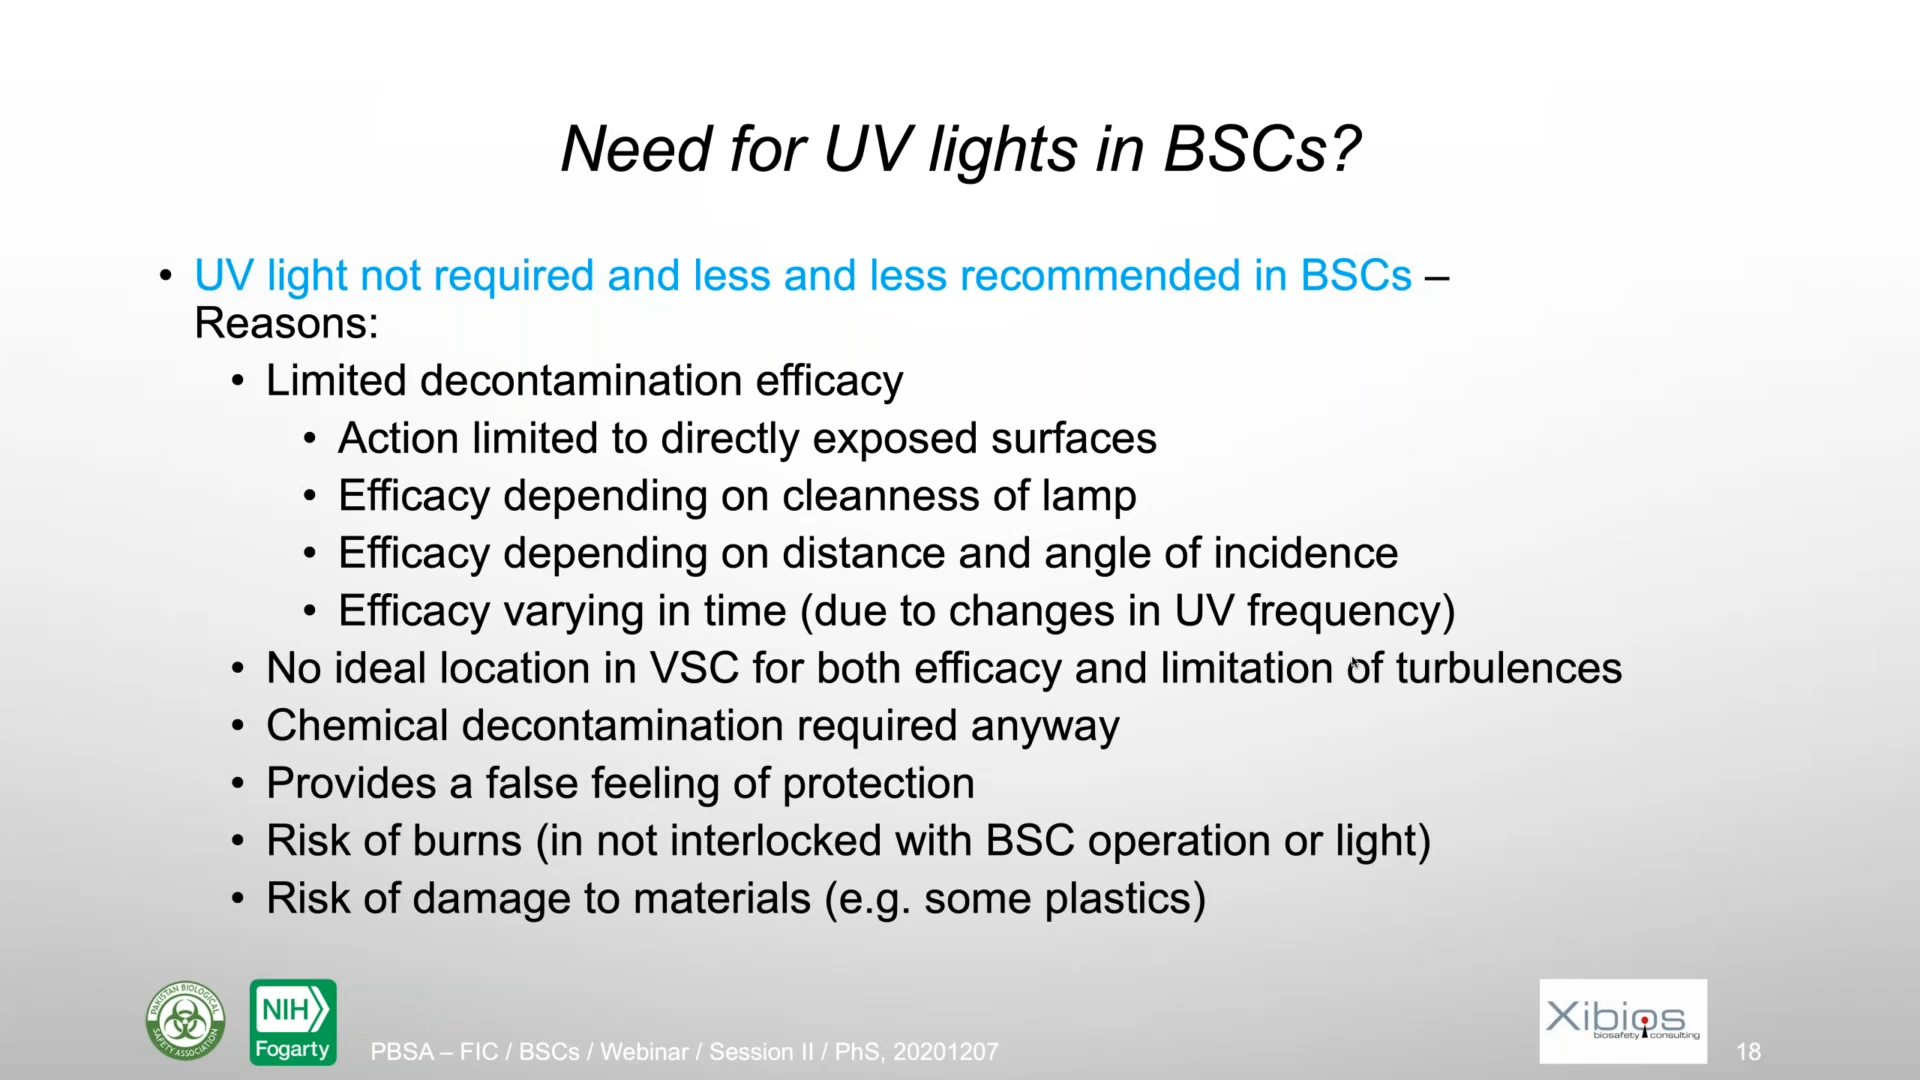 Need for UV lights in BSCs?
• UV light not required and less and less recommended in BSCs –
Reasons:
• Limited decontamination efficacy
• Action limited to directly exposed surfaces
• Efficacy depending on cleanness of lamp
• Efficacy depending on distance and angle of incidence
• Efficacy varying in time (due to changes in UV frequency)
• No ideal location in VSC for both efficacy and limitation of turbulences
• Chemical decontamination required anyway
• Provides a false feeling of protection
• Risk of burns (in not interlocked with BSC operation or light)
• Risk of damage to materials (e.g. some plastics)
PAKISTAN BIOLOGICAL SAFETY ASSOCIATION
NIH
Fogarty
PBSA – FIC / BSCs / Webinar / Session II / PhS, 20201207
Xibios
biosafety consulting
18